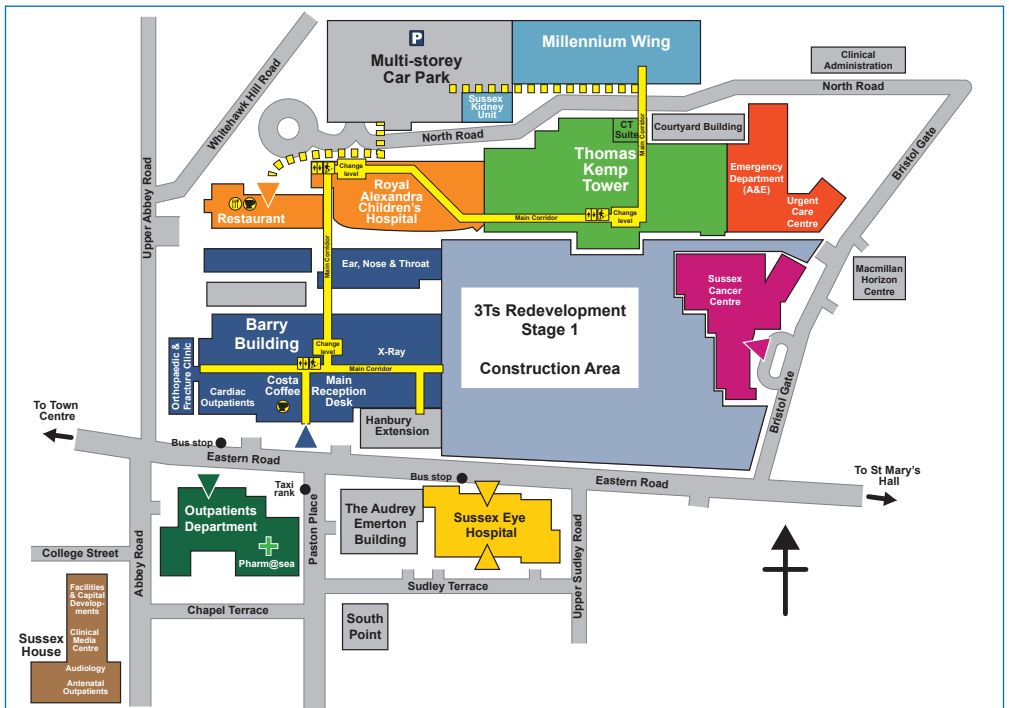 P
Multi-storey
Car Park
Millennium Wing
Sussex
Kidney
Unit
Clinical
Administration
North Road
North Road
Whitehawk Hill Road
Upper Abbey Road
Bristol Gate
CT
Suite
Main Corridor
Courtyard Building
Thomas
Kemp
Tower
Emergency
Department
(A&E)
Urgent
Care
Centre
Change
level
Royal
Alexandra
Children's
Hospital
Restaurant
Main Corridor
Change
level
Main Corridor
Ear, Nose & Throat
Sussex
Cancer
Centre
Macmillan
Horizon
Centre
3Ts Redevelopment
Stage 1
Construction Area
Barry
Building
Change
level
X-Ray
Main Corridor
Orthopaedic &
Fracture Clinic
Cardiac
Outpatients
Costa
Coffee
Main
Reception
Desk
Hanbury
Extension
Bristol Gate
To Town
Centre
Bus stop
Eastern Road
Bus stop
Eastern Road
To St Mary's
Hall
Taxi
rank
Outpatients
Department
Pharm@sea
Paston Place
The Audrey
Emerton
Building
Sussex Eye
Hospital
Upper Sudley Road
College Street
Abbey Road
Sudley Terrace
Chapel Terrace
South
Point
Facilities
& Capital
Develop-
ments
Clinical
Media
Centre
Sussex
House
Audiology
Antenatal
Outpatients